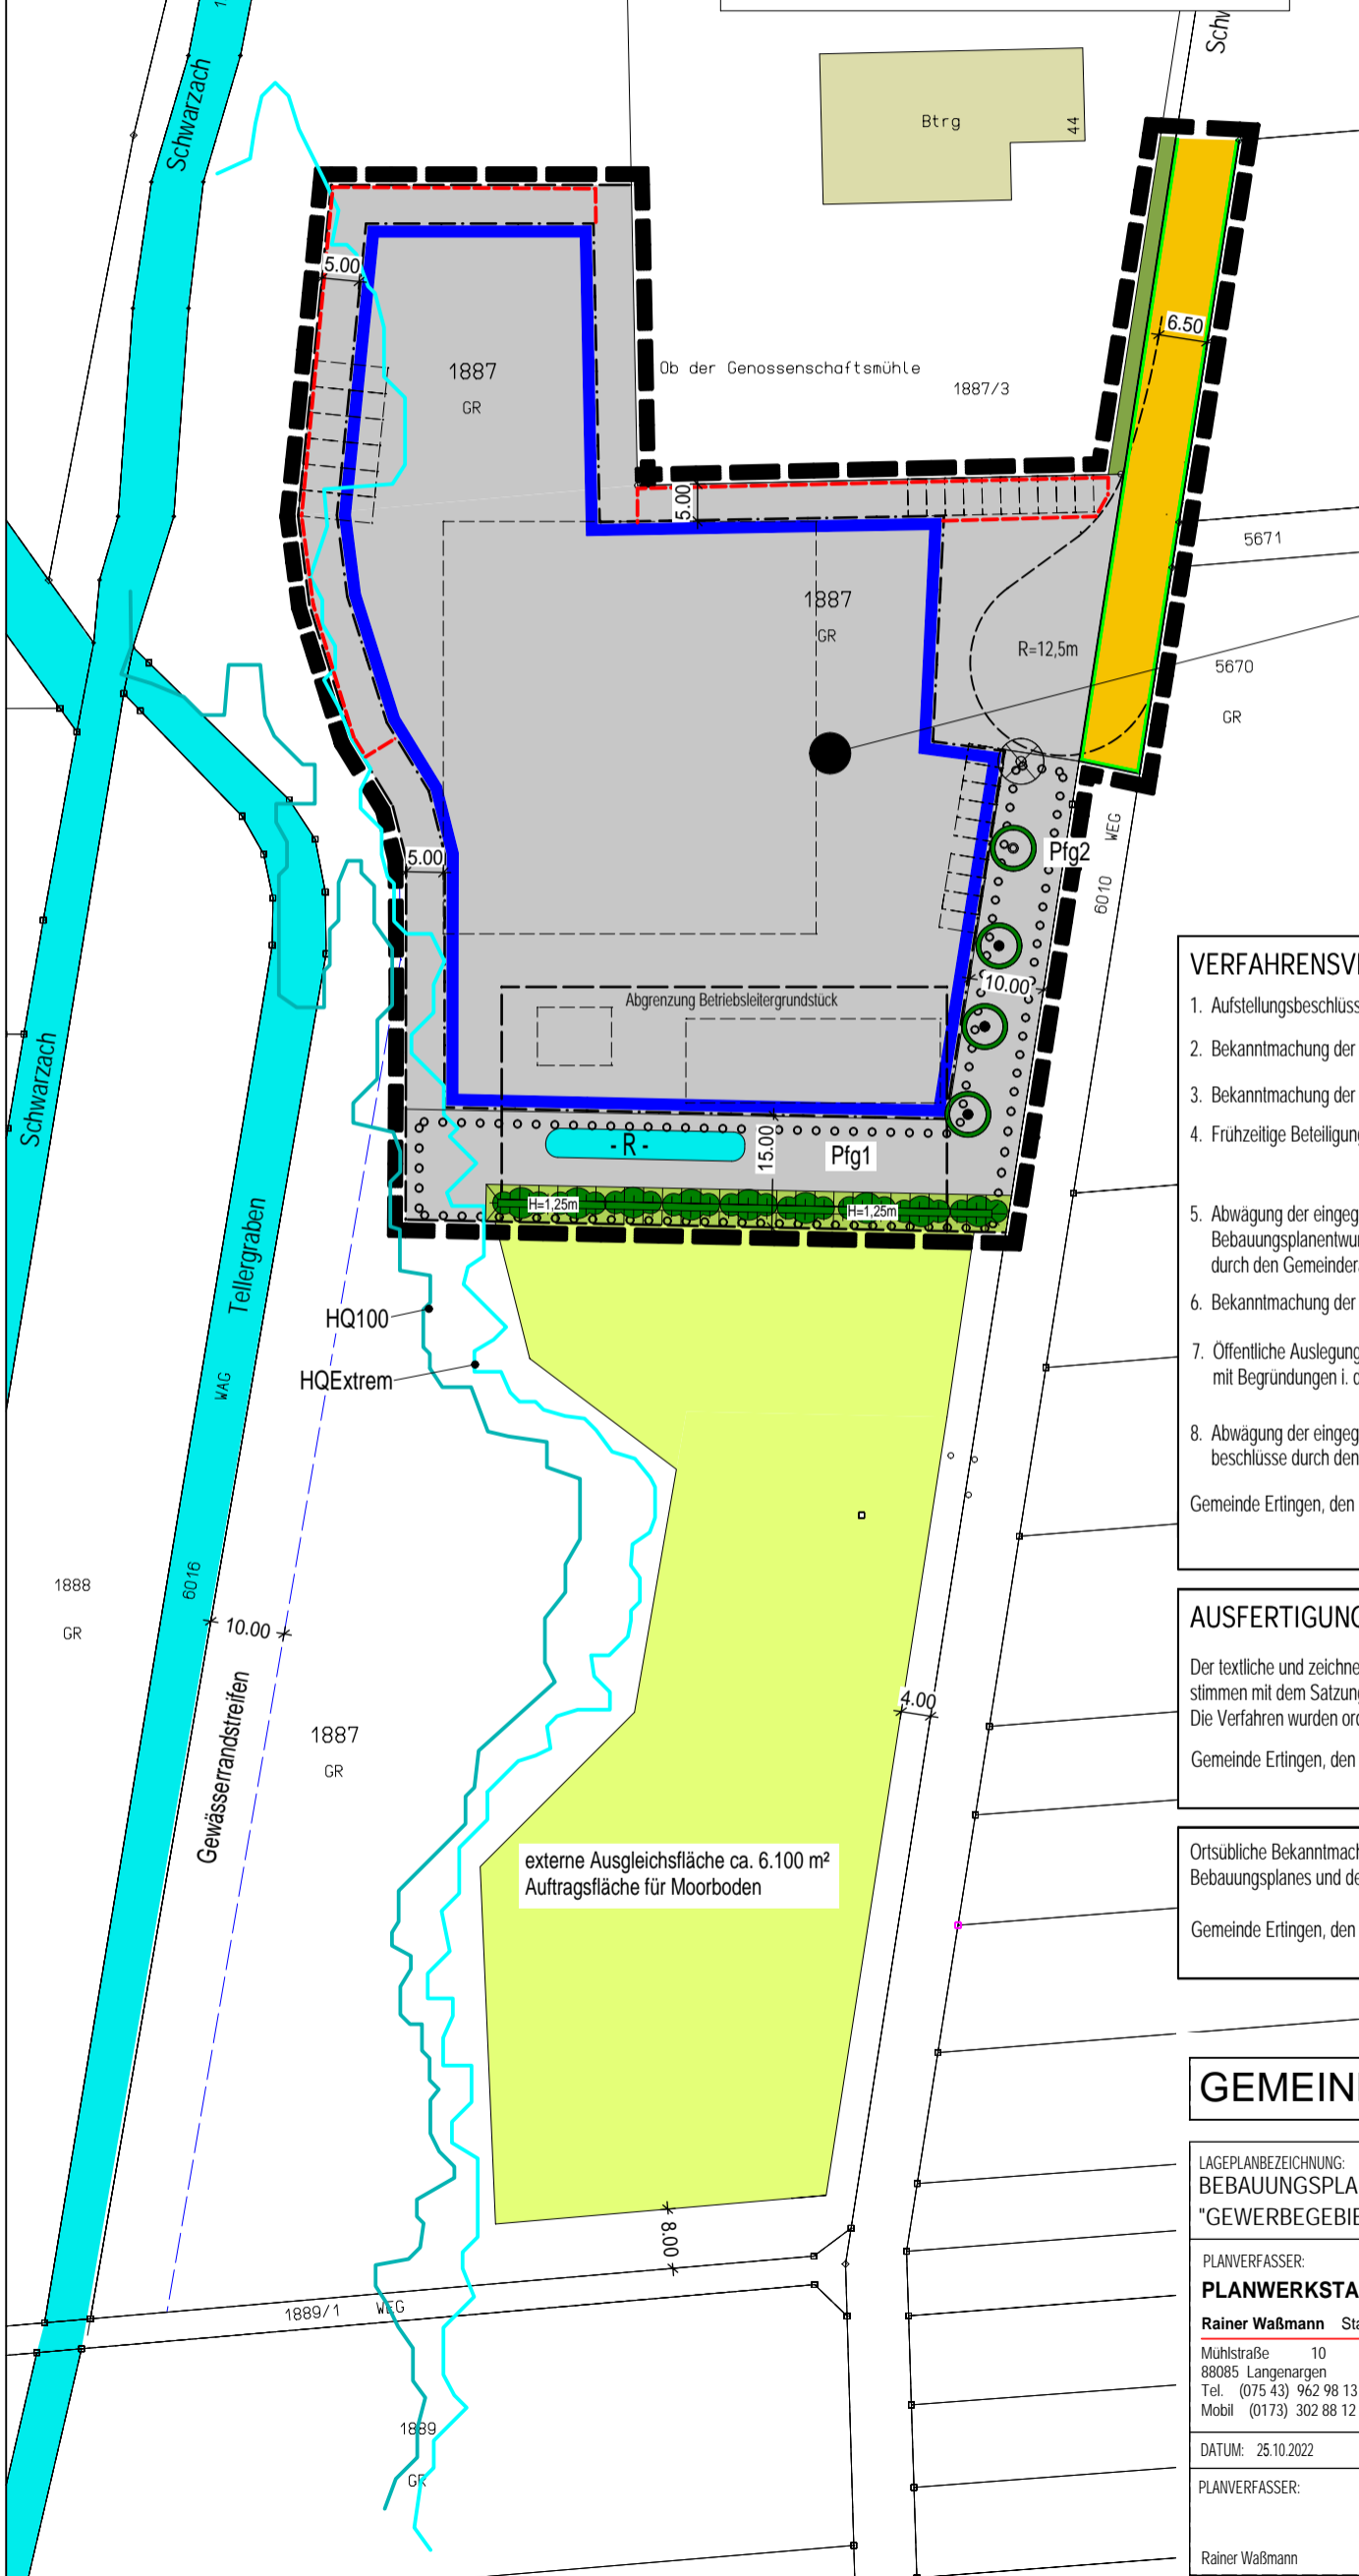 Schwarzach
Btrg
44
5.00
6.50
1887
GR
Ob der Genossenschaftsmühle
1887/3
5.00
5671
1887
GR
R=12,5m
5670
GR
WEG
Pfg2
6010
5.00
10.00
Abgrenzung Betriebsleitergrundstück
- R -
15.00
Pfg1
H=1,25m
H=1,25m
Schwarzach
Tellergraben
HQ100
HQExtrem
WAG
6016
1888
GR
10.00
Gewässerrandstreifen
1887
GR
4.00
externe Ausgleichsfläche ca. 6.100 m²
Auftragsfläche für Moorboden
8.00
1889/1 WEG
1889
GR
1. Aufstellungsbeschlüss
2. Bekanntmachung der
3. Bekanntmachung der
4. Frühzeitige Beteiligung
5. Abwägung der eingeg
Bebauungsplanentwur
durch den Gemeindera
6. Bekanntmachung der
7. Öffentliche Auslegung
mit Begründungen i. d
8. Abwägung der eingeg
beschlüsse durch den
Gemeinde Ertingen, den
AUSFERTIGUNG
Der textliche und zeichne
stimmen mit dem Satzung
Die Verfahren wurden ord
Gemeinde Ertingen, den
Ortsübliche Bekanntmach
Bebauungsplanes und de
Gemeinde Ertingen, den
GEMEIN
LAGEPLANBEZEICHNUNG:
BEBAUUNGSPLA
"GEWERBEGEBIE
PLANVERFASSER:
PLANWERKSTA
Rainer Waßmann Sta
Mühlstraße 10
88085 Langenargen
Tel. (075 43) 962 98 13
Mobil (0173) 302 88 12
DATUM: 25.10.2022
PLANVERFASSER:
Rainer Waßmann